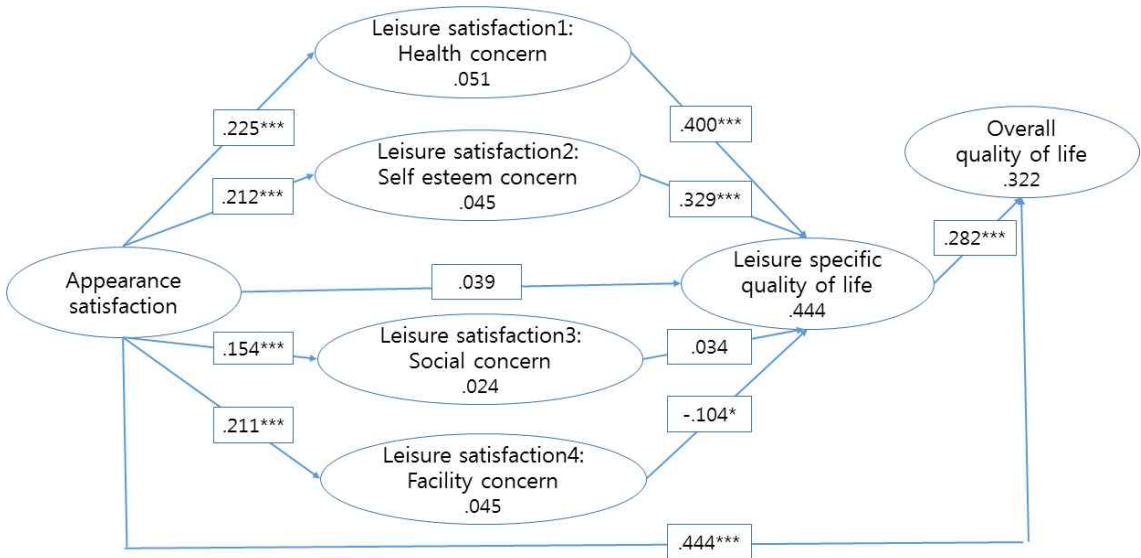 Leisure satisfaction1:
Health concern
.051
.225***
.400***
Overall
quality of life
.322
Leisure satisfaction2:
Self esteem concern
.045
.212***
.329***
.282***
Appearance
satisfaction
.039
Leisure specific
quality of life
.444
Leisure satisfaction3:
Social concern
.024
.154***
.034
.211***
-.104*
Leisure satisfaction4:
Facility concern
.045
.444***